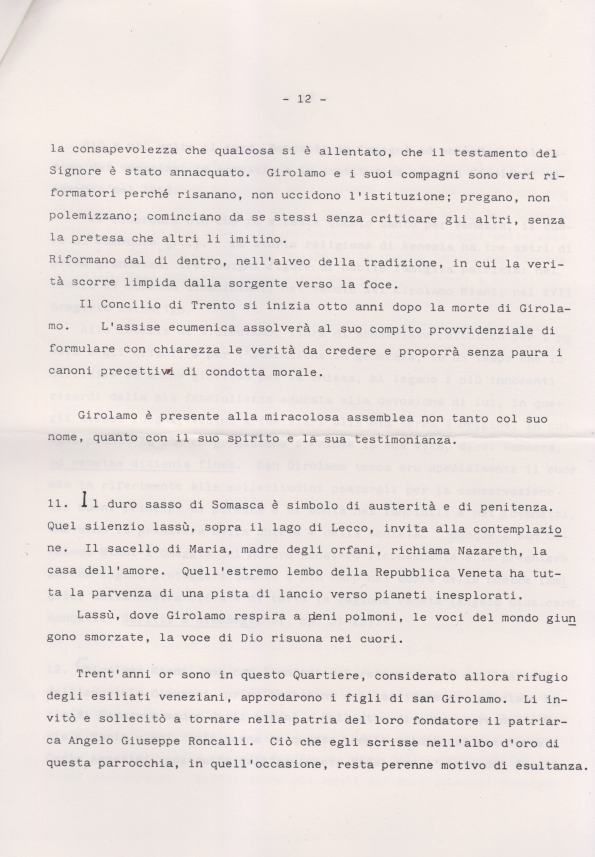 - 12 -
la consapevolezza che qualcosa si è allentato, che il testamento del
Signore è stato annacquato. Girolamo e i suoi compagni sono veri ri-
formatori perché risanano, non uccidono l'istituzione; pregano, non
polemizzano; cominciano da se stessi senza criticare gli altri, senza
la pretesa che altri li imitino.
Riformano dal di dentro, nell'alveo della tradizione, in cui la veri-
tà scorre limpida dalla sorgente verso la foce.
Il Concilio di Trento si inizia otto anni dopo la morte di Girola-
mo. L'assise ecumenica assolverà al suo compito provvidenziale di
formulare con chiarezza le verità da credere e proporrà senza paura i
canoni precettivi di condotta morale.
Girolamo è presente alla miracolosa assemblea non tanto col suo
nome, quanto con il suo spirito e la sua testimonianza.
11. Il duro sasso di Somasca è simbolo di austerità e di penitenza.
Quel silenzio lassù, sopra il lago di Lecco, invita alla contemplazio
ne. Il sacello di Maria, madre degli orfani, richiama Nazareth, la
casa dell'amore. Quell'estremo lembo della Repubblica Veneta ha tut-
ta la parvenza di una pista di lancio verso pianeti inesplorati.
Lassù, dove Girolamo respira a pieni polmoni, le voci del mondo giun
gono smorzate, la voce di Dio risuona nei cuori.
Trent'anni or sono in questo Quartiere, considerato allora rifugio
degli esiliati veneziani, approdarono i figli di san Girolamo. Li in-
vitò e sollecitò a tornare nella patria del loro fondatore il patriar-
ca Angelo Giuseppe Roncalli. Ciò che egli scrisse nell'albo d'oro di
questa parrocchia, in quell'occasione, resta perenne motivo di esultanza.